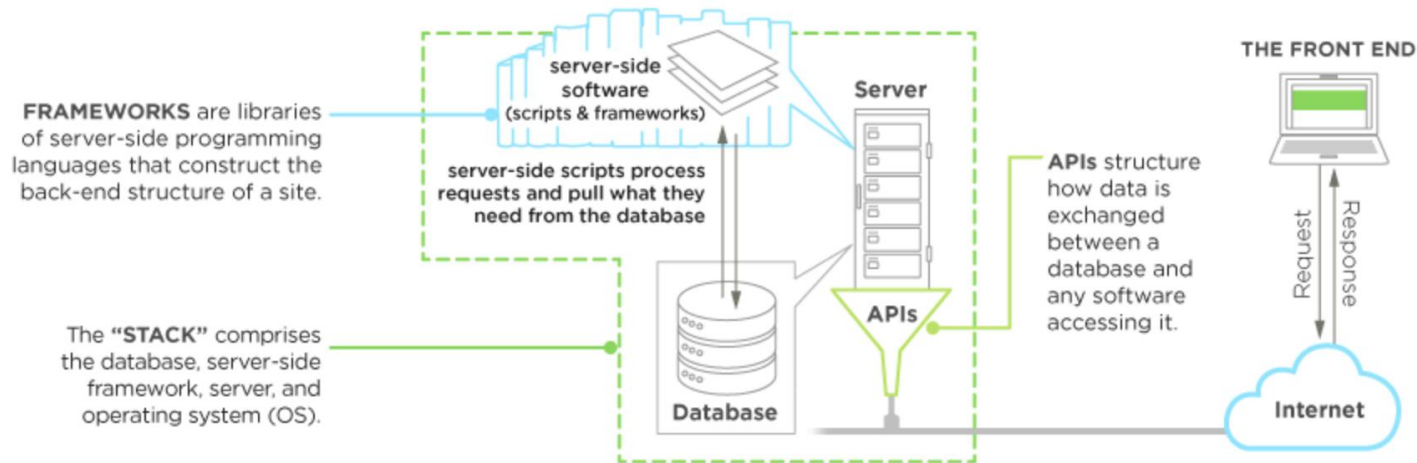 server-side
software
(scripts & frameworks)
FRAMEWORKS are libraries
of server-side programming
languages that construct the
back-end structure of a site.
server-side scripts process
requests and pull what they
need from the database
The “STACK” comprises
the database, server-side
framework, server, and
operating system (OS).
Database
Server
APIs
APIs structure
how data is
exchanged
between a
database and
any software
accessing it.
THE FRONT END
Request
Response
Internet